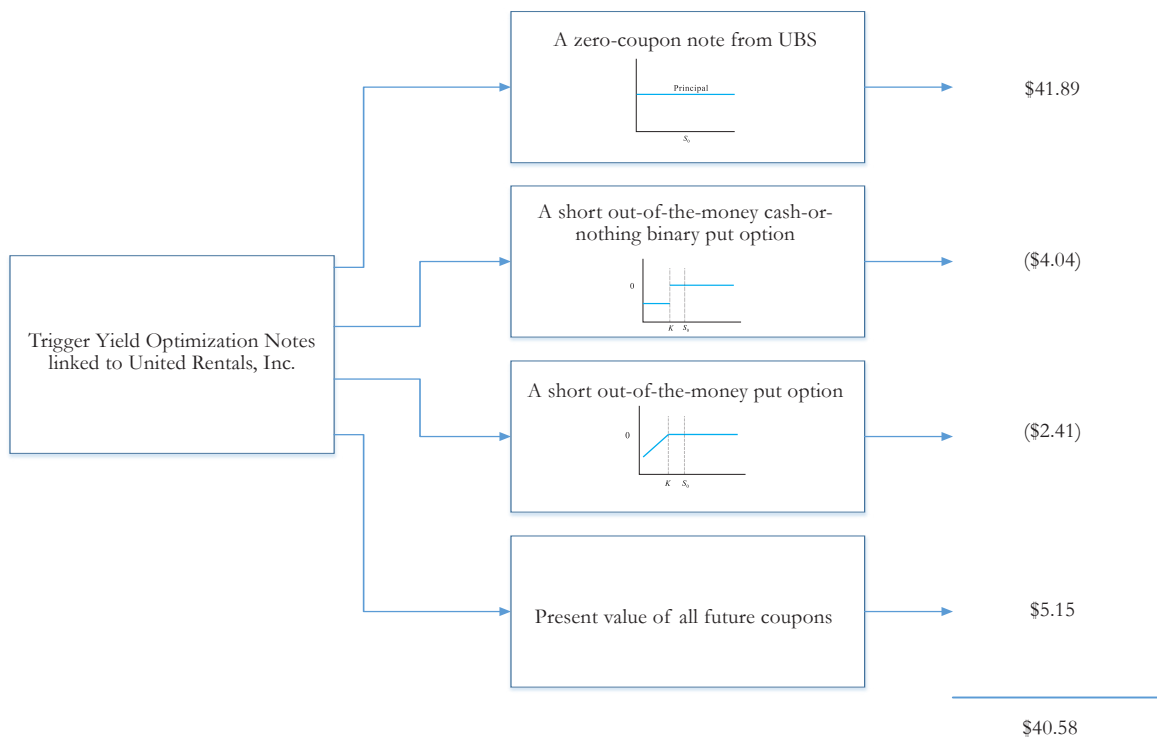 A zero-coupon note from UBS
Principal
S0
$41.89
A short out-of-the-money cash-or-
nothing binary put option
0
K S0
($4.04)
Trigger Yield Optimization Notes
linked to United Rentals, Inc.
A short out-of-the-money put option
0
K S0
($2.41)
Present value of all future coupons
$5.15
$40.58